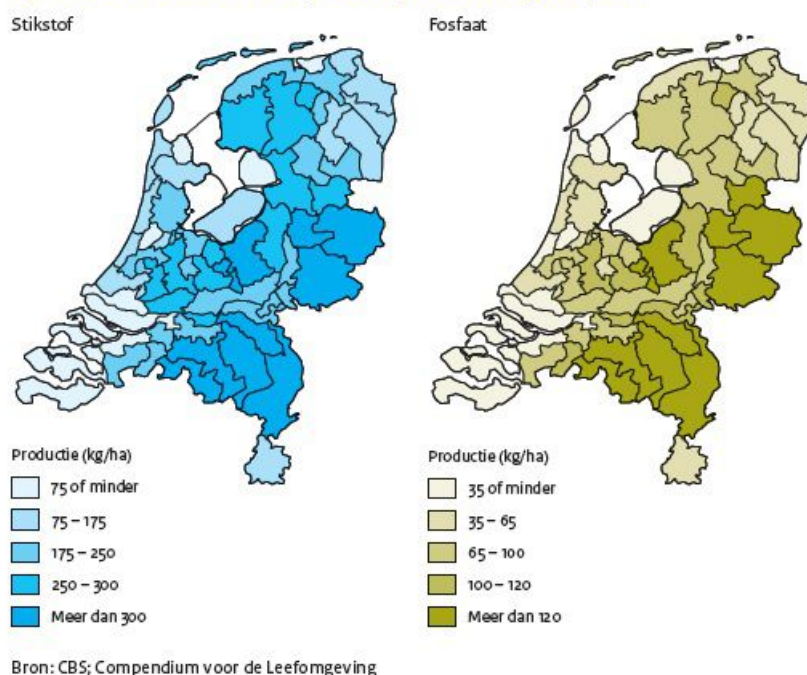 Stikstof
Fosfaat
Productie (kg/ha)
75 of minder
75 – 175
175 – 250
250 – 300
Meer dan 300
Productie (kg/ha)
35 of minder
35 – 65
65 – 100
100 – 120
Meer dan 120
Bron: CBS; Compendium voor de Leefomgeving